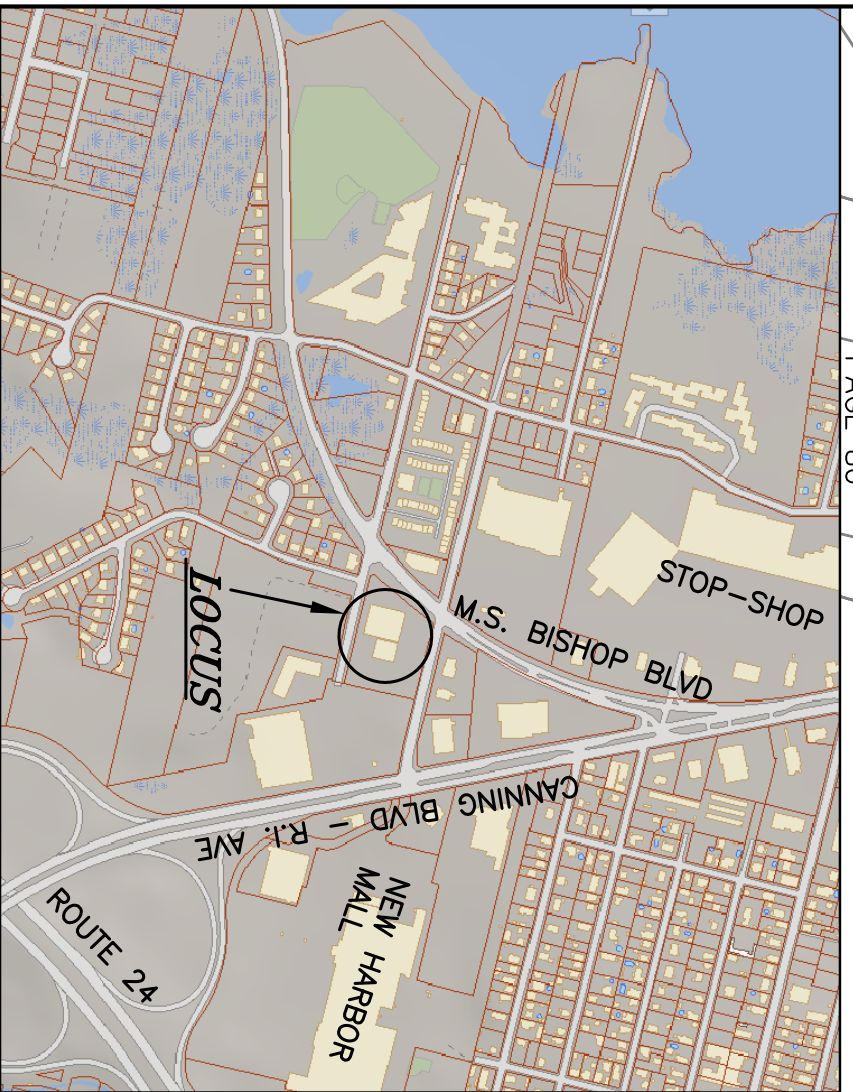 STOP-SHOP
M.S. BISHOP BLVD
LOCUS
CANNING BLVD - R.I. AVE
NEW HARBOR
MALL
ROUTE 24